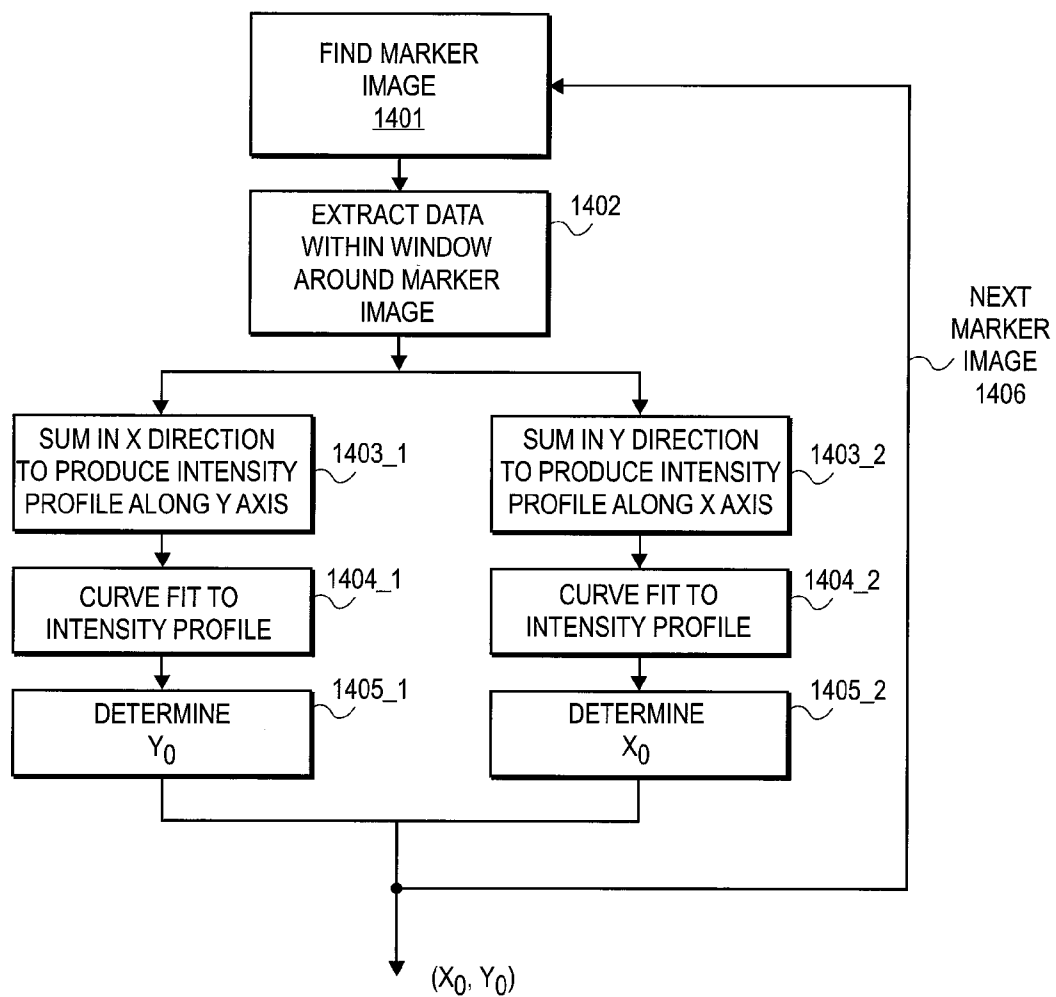 FIND MARKER
IMAGE
1401
EXTRACT DATA
WITHIN WINDOW
AROUND MARKER
IMAGE
1402
NEXT
MARKER
IMAGE
1406
SUM IN X DIRECTION
TO PRODUCE INTENSITY
PROFILE ALONG Y AXIS
1403_1
SUM IN Y DIRECTION
TO PRODUCE INTENSITY
PROFILE ALONG X AXIS
1403_2
CURVE FIT TO
INTENSITY PROFILE
1404_1
CURVE FIT TO
INTENSITY PROFILE
1404_2
DETERMINE
Y0
1405_1
DETERMINE
X0
1405_2
(X0, Y0)